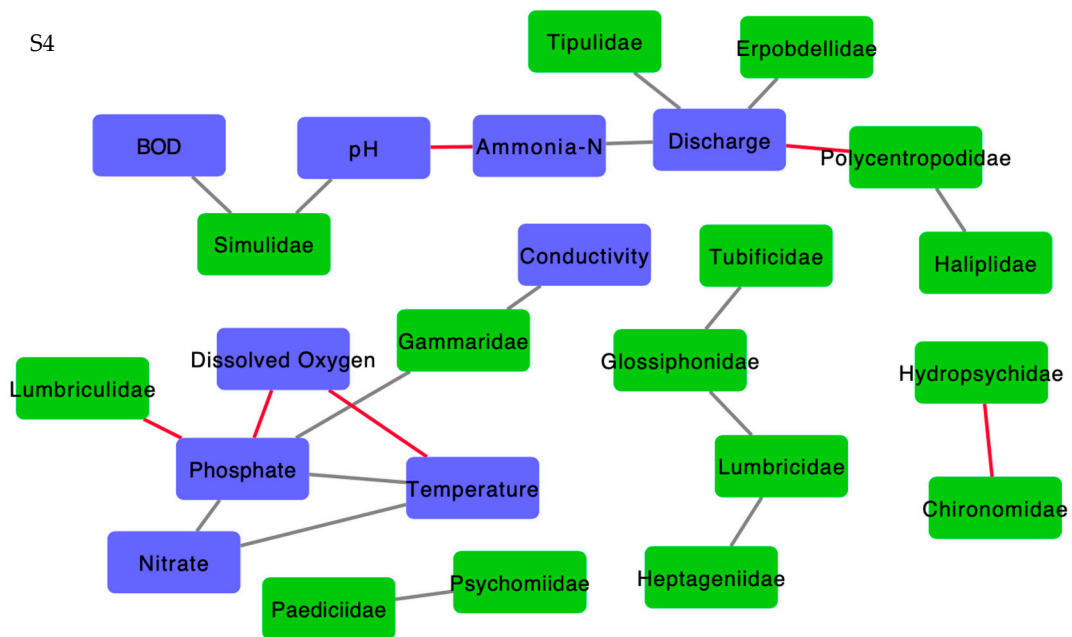 S4
Tipulidae
Erpobdellidae
BOD
pH
Ammonia-N
Discharge
Polycentropodidae
Simulidae
Conductivity
Tubificidae
Haliplidae
Gammaridae
Dissolved Oxygen
Glossiphonidae
Hydropsychidae
Lumbriculidae
Phosphate
Temperature
Lumbricidae
Chironomidae
Nitrate
Psychomiidae
Heptageniidae
Paediciidae